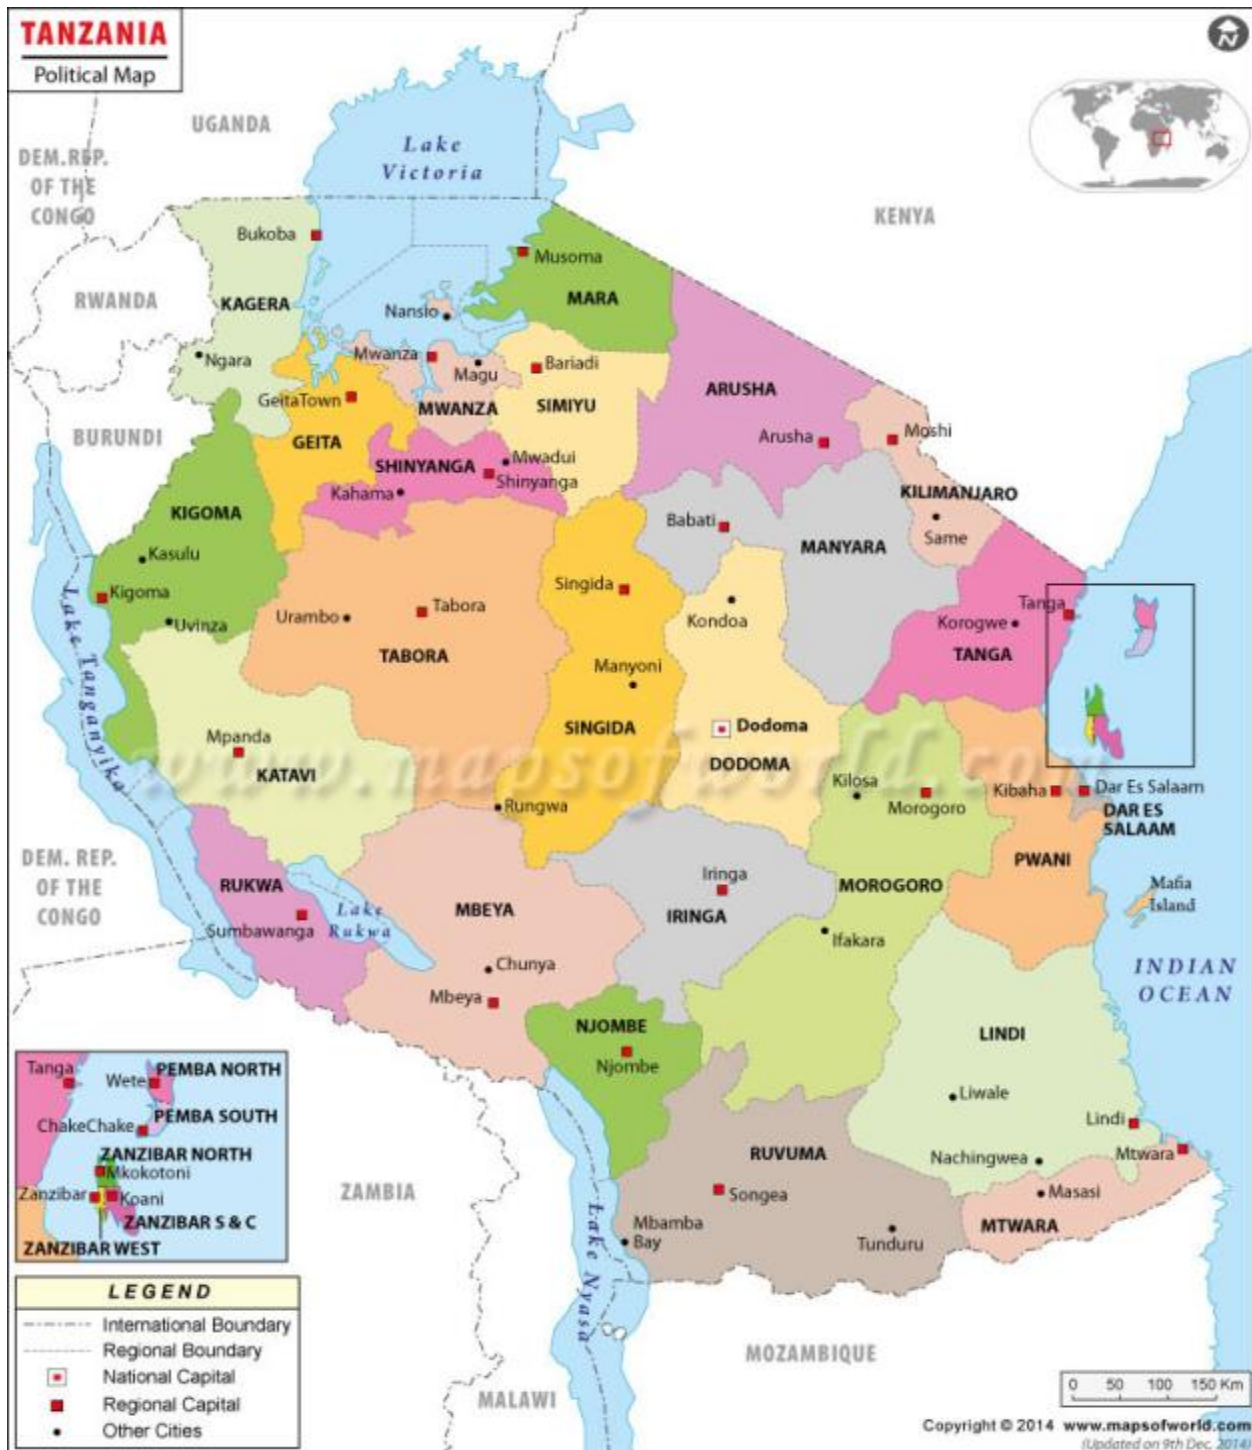 TANZANIA
Political Map
N
UGANDA
DEM.REP.
OF THE
CONGO
Lake
Victoria
KENYA
Bukoba
Musoma
RWANDA
KAGERA
MARA
Nansio
Ngara
Mwanza
Magu
Bariadi
GeitaTown
MWANZA
SIMIYU
ARUSHA
BURUNDI
GEITA
Arusha
Moshi
SHINYANGA
Mwadui
Shinyanga
Kahama
KILIMANJARO
KIGOMA
Babati
MANYARA
Same
Kasulu
Kigoma
Singida
Kondoa
Tanga
Uvinza
Urambo
Tabora
Korogwe
TABORA
TANGA
Manyoni
Lake Tanganyika
SINGIDA
Dodoma
DODOMA
Mpanda
KATAVI
www.mapsofworld.com
Kilosa
Morogoro
Kibaha
Dar Es Salaam
DAR ES
SALAAM
Rungwa
DEM. REP.
OF THE
CONGO
RUKWA
PWANI
Iringa
MOROGORO
Mafia
Island
Lake
Rukwa
MBEYA
IRINGA
Sumbawanga
Ifakara
Chunya
INDIAN
OCEAN
Mbeya
NJOMBE
Njombe
LINDI
Liwale
Lindi
Mtwara
RUVUMA
Nachingwea
Songea
Masasi
MTWARA
Mbamba
Bay
Tunduru
ZAMBIA
Lake Nyasa
MOZAMBIQUE
MALAWI
Tanga
Wete
PEMBA NORTH
PEMBA SOUTH
ChakeChake
ZANZIBAR NORTH
Mkokotoni
Zanzibar
Koani
ZANZIBAR S & C
ZANZIBAR WEST
LEGEND
International Boundary
Regional Boundary
National Capital
Regional Capital
Other Cities
0 50 100 150 Km
Copyright © 2014 www.mapsofworld.com
(Updated on 9th Dec, 2014)